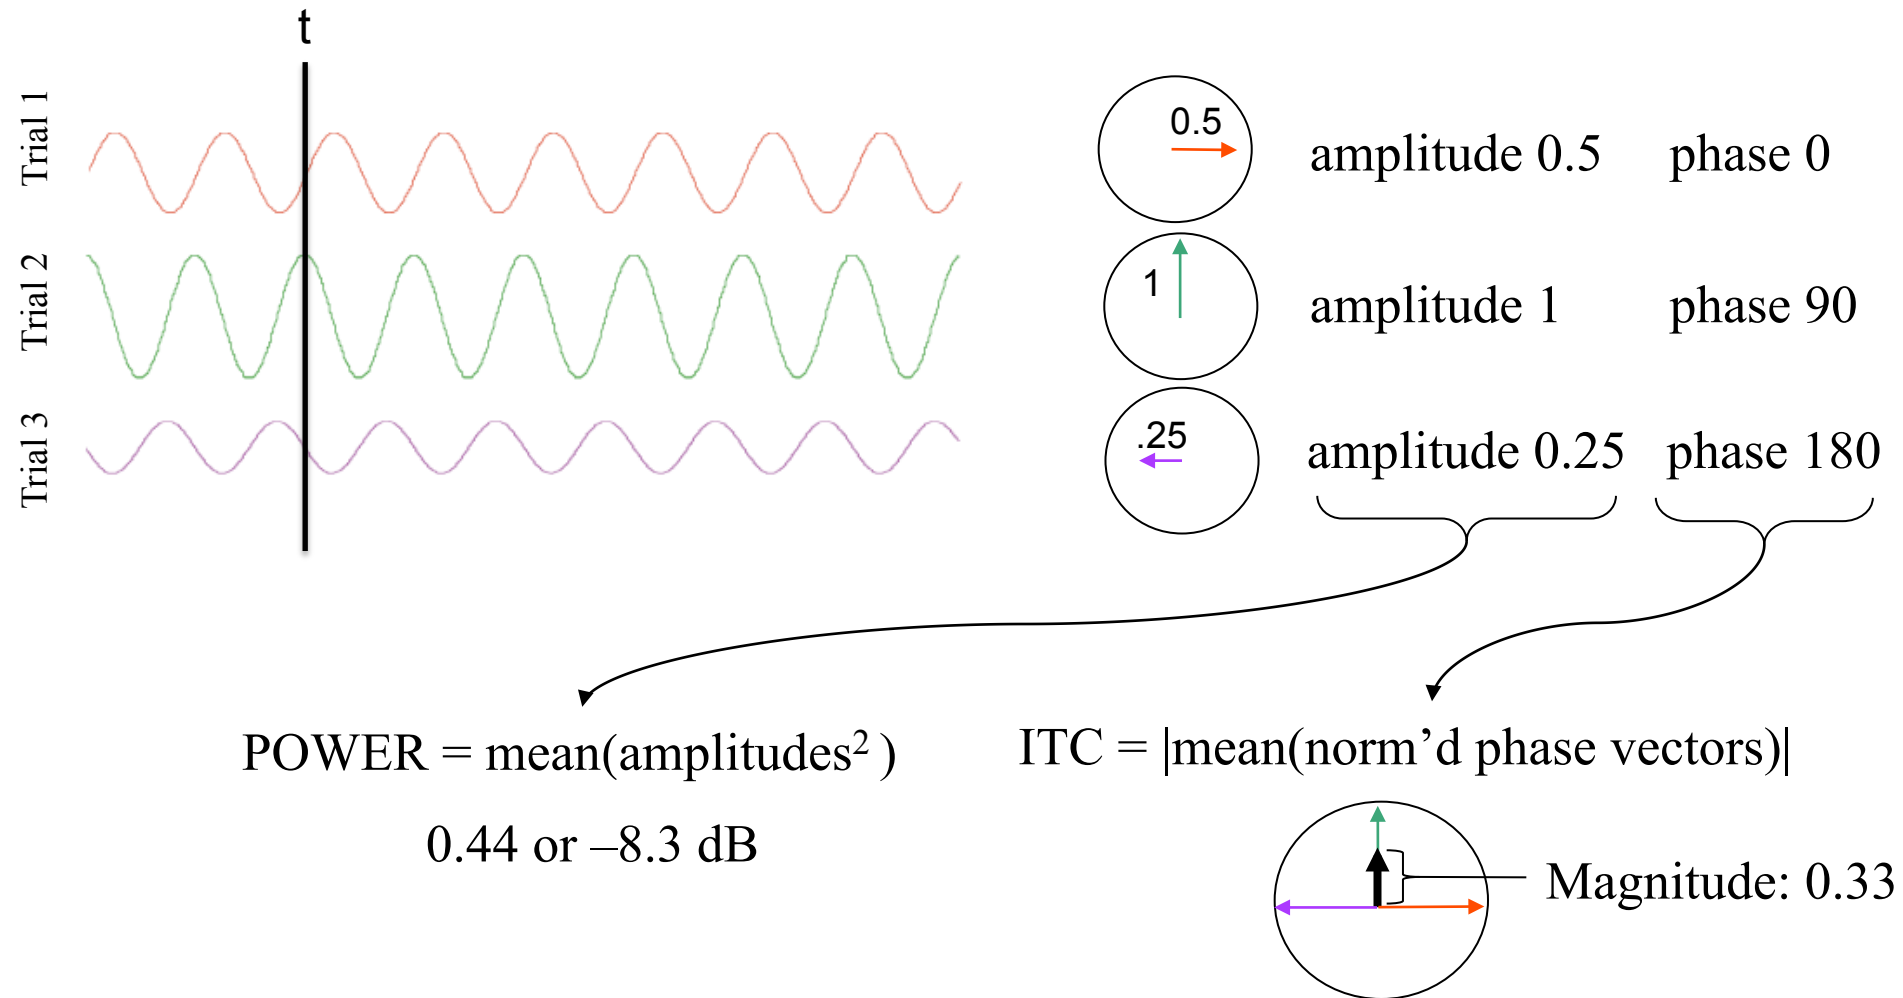 t
Trial 1
0.5
amplitude 0.5 phase 0
Trial 2
1
amplitude 1 phase 90
Trial 3
.25
amplitude 0.25 phase 180
POWER = mean(amplitudes² )
ITC = |mean(norm’d phase vectors)|
0.44 or –8.3 dB
Magnitude: 0.33